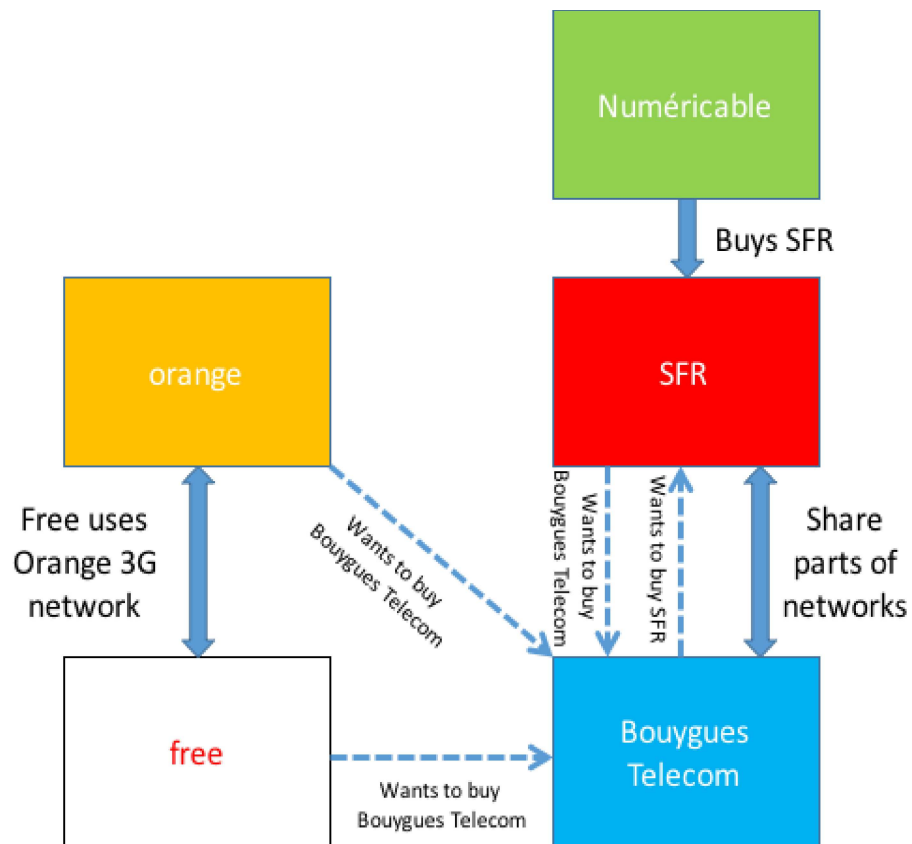 Numéricable
Buys SFR
orange
SFR
Free uses
Orange 3G
network
Wants to buy
Bouygues Telecom
Wants to buy
Bouygues Telecom
Wants to buy SFR
Share
parts of
networks
free
Wants to buy
Bouygues Telecom
Bouygues
Telecom